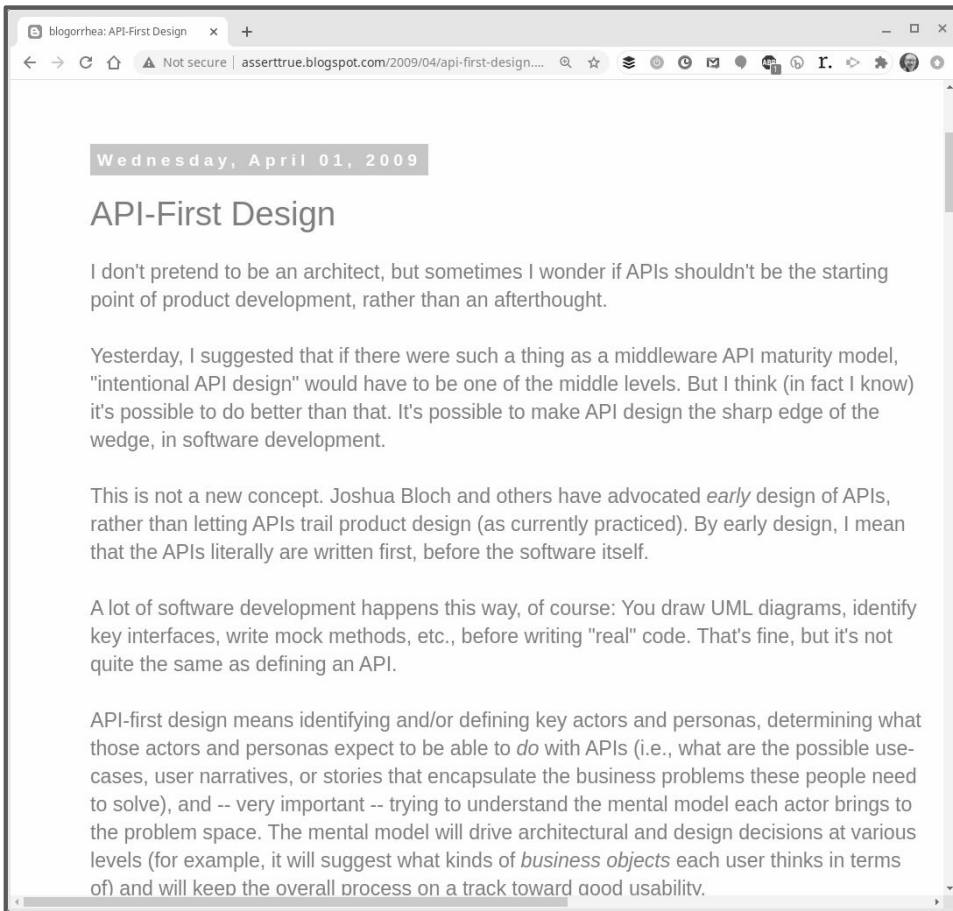 blogorrhea: API-First Design
Not secure | asserttrue.blogspot.com/2009/04/api-first-design....
ABP
1
r.
Wednesday, April 01, 2009
API-First Design
I don't pretend to be an architect, but sometimes I wonder if APIs shouldn't be the starting
point of product development, rather than an afterthought.
Yesterday, I suggested that if there were such a thing as a middleware API maturity model,
"intentional API design" would have to be one of the middle levels. But I think (in fact I know)
it's possible to do better than that. It's possible to make API design the sharp edge of the
wedge, in software development.
This is not a new concept. Joshua Bloch and others have advocated early design of APIs,
rather than letting APIs trail product design (as currently practiced). By early design, I mean
that the APIs literally are written first, before the software itself.
A lot of software development happens this way, of course: You draw UML diagrams, identify
key interfaces, write mock methods, etc., before writing "real" code. That's fine, but it's not
quite the same as defining an API.
API-first design means identifying and/or defining key actors and personas, determining what
those actors and personas expect to be able to do with APIs (i.e., what are the possible use-
cases, user narratives, or stories that encapsulate the business problems these people need
to solve), and -- very important -- trying to understand the mental model each actor brings to
the problem space. The mental model will drive architectural and design decisions at various
levels (for example, it will suggest what kinds of business objects each user thinks in terms
of) and will keep the overall process on a track toward good usability.